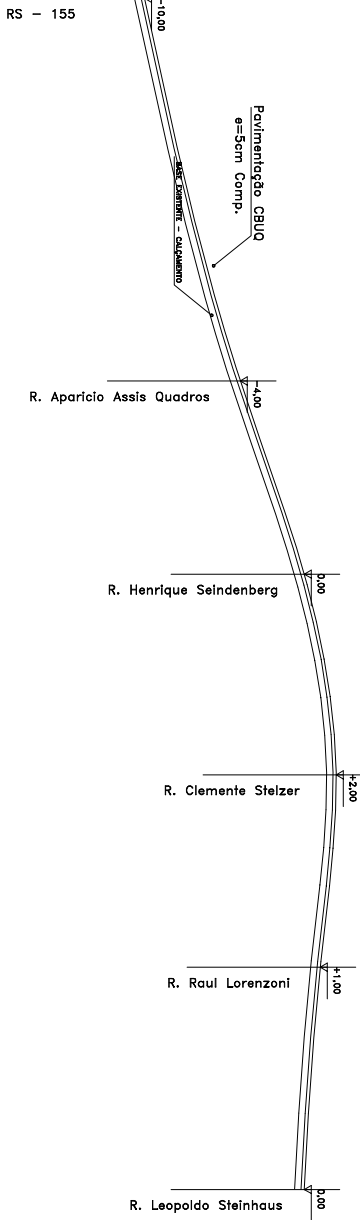 RS - 155
-10,00
Pavimentação CBUQ
e=5cm Comp.
BASE EXISTENTE - CALÇAMENTO
-4,00
R. Aparicio Assis Quadros
0,00
R. Henrique Seindenberg
+2,00
R. Clemente Stelzer
+1,00
R. Raul Lorenzoni
0,00
R. Leopoldo Steinhaus